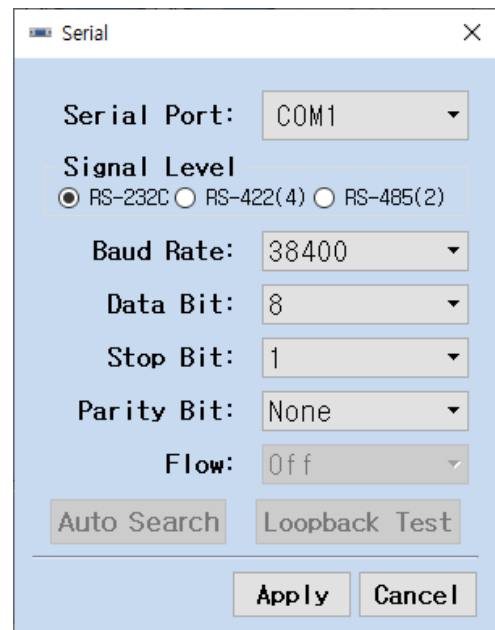 Serial
Serial Port: COM1
Signal Level
RS-232C RS-422(4) RS-485(2)
Baud Rate: 38400
Data Bit: 8
Stop Bit: 1
Parity Bit: None
Flow: Off
Auto Search Loopback Test
Apply Cancel